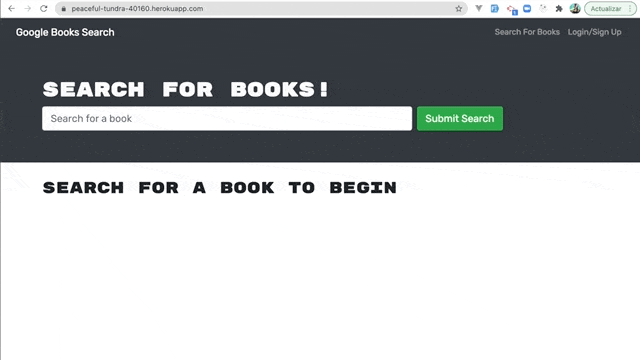 peaceful-tundra-40160.herokuapp.com
Actualizar
Google Books Search
Search For Books
Login/Sign Up
SEARCH FOR BOOKS!
Search for a book
Submit Search
SEARCH FOR A BOOK TO BEGIN